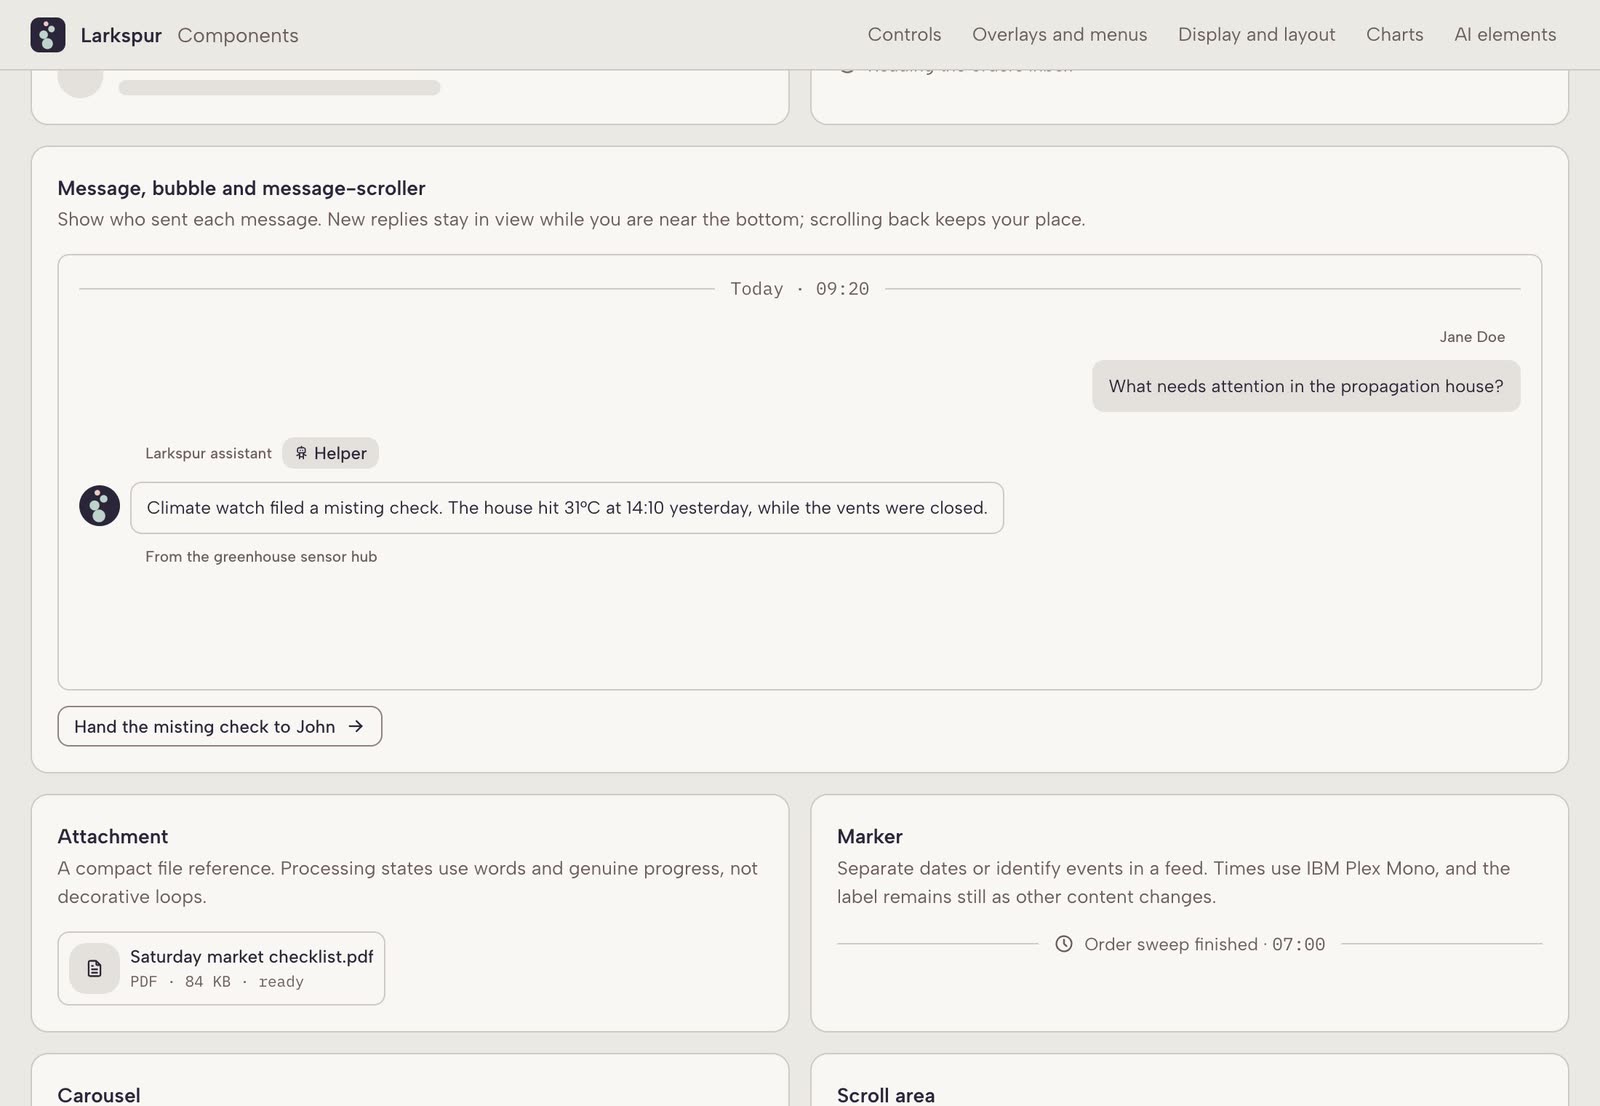 Larkspur Components
Controls
Overlays and menus
Display and layout
Charts
AI elements
Message, bubble and message-scroller
Show who sent each message. New replies stay in view while you are near the bottom; scrolling back keeps your place.
Today · 09:20
Jane Doe
What needs attention in the propagation house?
Larkspur assistant
Helper
Climate watch filed a misting check. The house hit 31°C at 14:10 yesterday, while the vents were closed.
From the greenhouse sensor hub
Hand the misting check to John →
Attachment
A compact file reference. Processing states use words and genuine progress, not
decorative loops.
Saturday market checklist.pdf
PDF · 84 KB · ready
Marker
Separate dates or identify events in a feed. Times use IBM Plex Mono, and the
label remains still as other content changes.
Order sweep finished · 07:00
Carousel
Scroll area